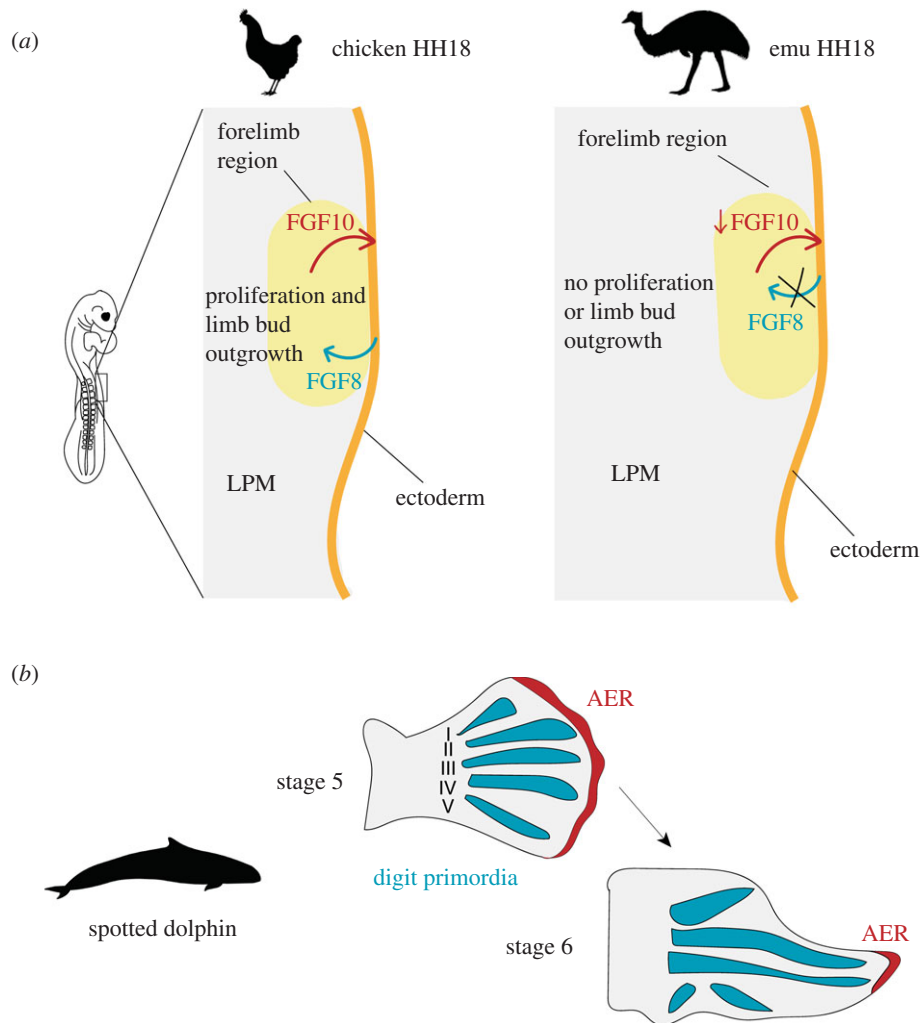 (a)
chicken HH18
emu HH18
forelimb
region
FGF10
proliferation and
limb bud
outgrowth
FGF8
LPM
ectoderm
forelimb region
↓ FGF10
no proliferation
or limb bud
outgrowth
FGF8
LPM
ectoderm
(b)
AER
stage 5
I
II
III
IV
V
digit primordia
spotted dolphin
stage 6
AER